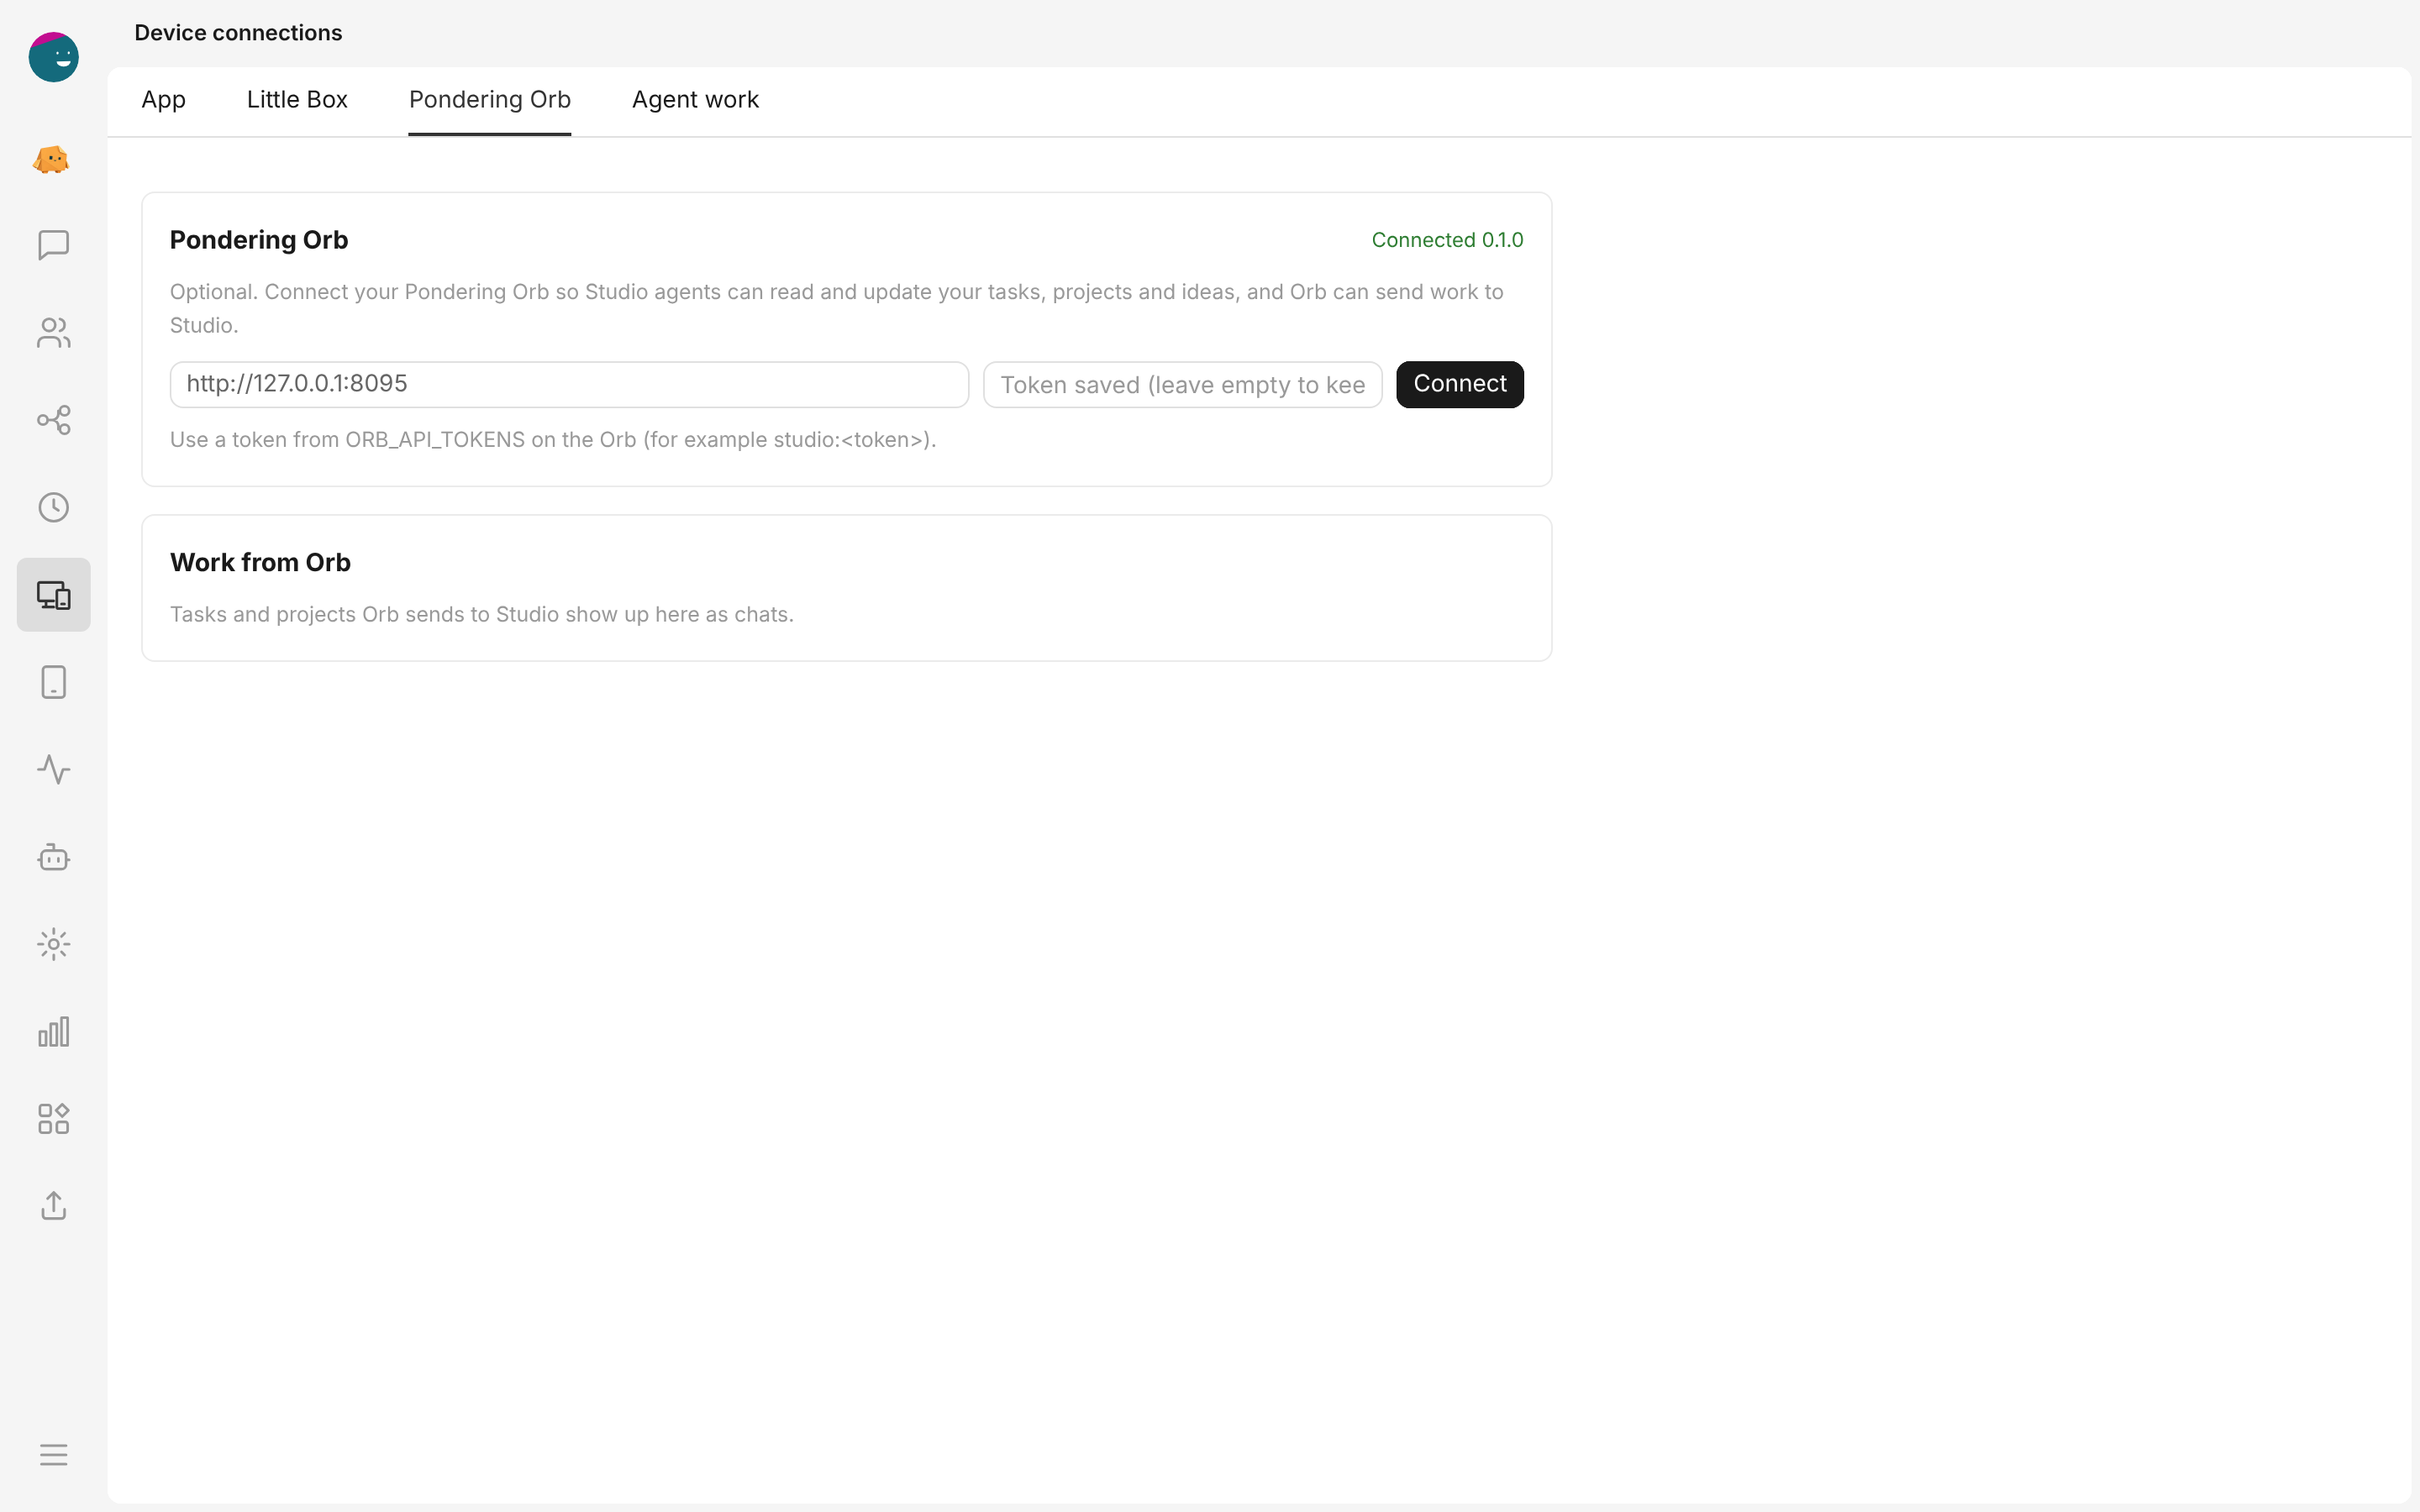 Device connections
App
Little Box
Pondering Orb
Agent work
Pondering Orb
Connected 0.1.0
Optional. Connect your Pondering Orb so Studio agents can read and update your tasks, projects and ideas, and Orb can send work to
Studio.
http://127.0.0.1:8095
Token saved (leave empty to kee
Connect
Use a token from ORB_API_TOKENS on the Orb (for example studio:<token>).
Work from Orb
Tasks and projects Orb sends to Studio show up here as chats.